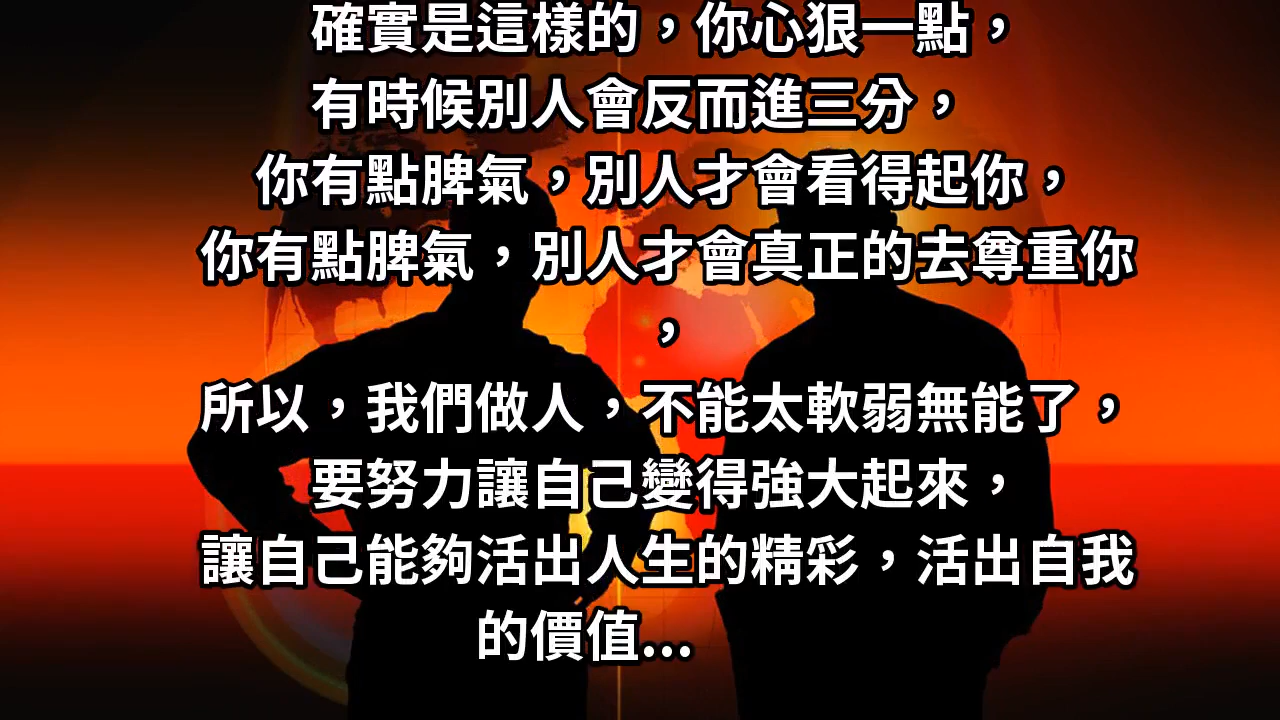 確實是這樣的，你心狠一點，
有時候別人會反而進三分，
你有點脾氣，別人才會看得起你，
你有點脾氣，別人才會真正的去尊重你
，
所以，我們做人，不能太軟弱無能了，
要努力讓自己變得強大起來，
讓自己能夠活出人生的精彩，活出自我
的價值...